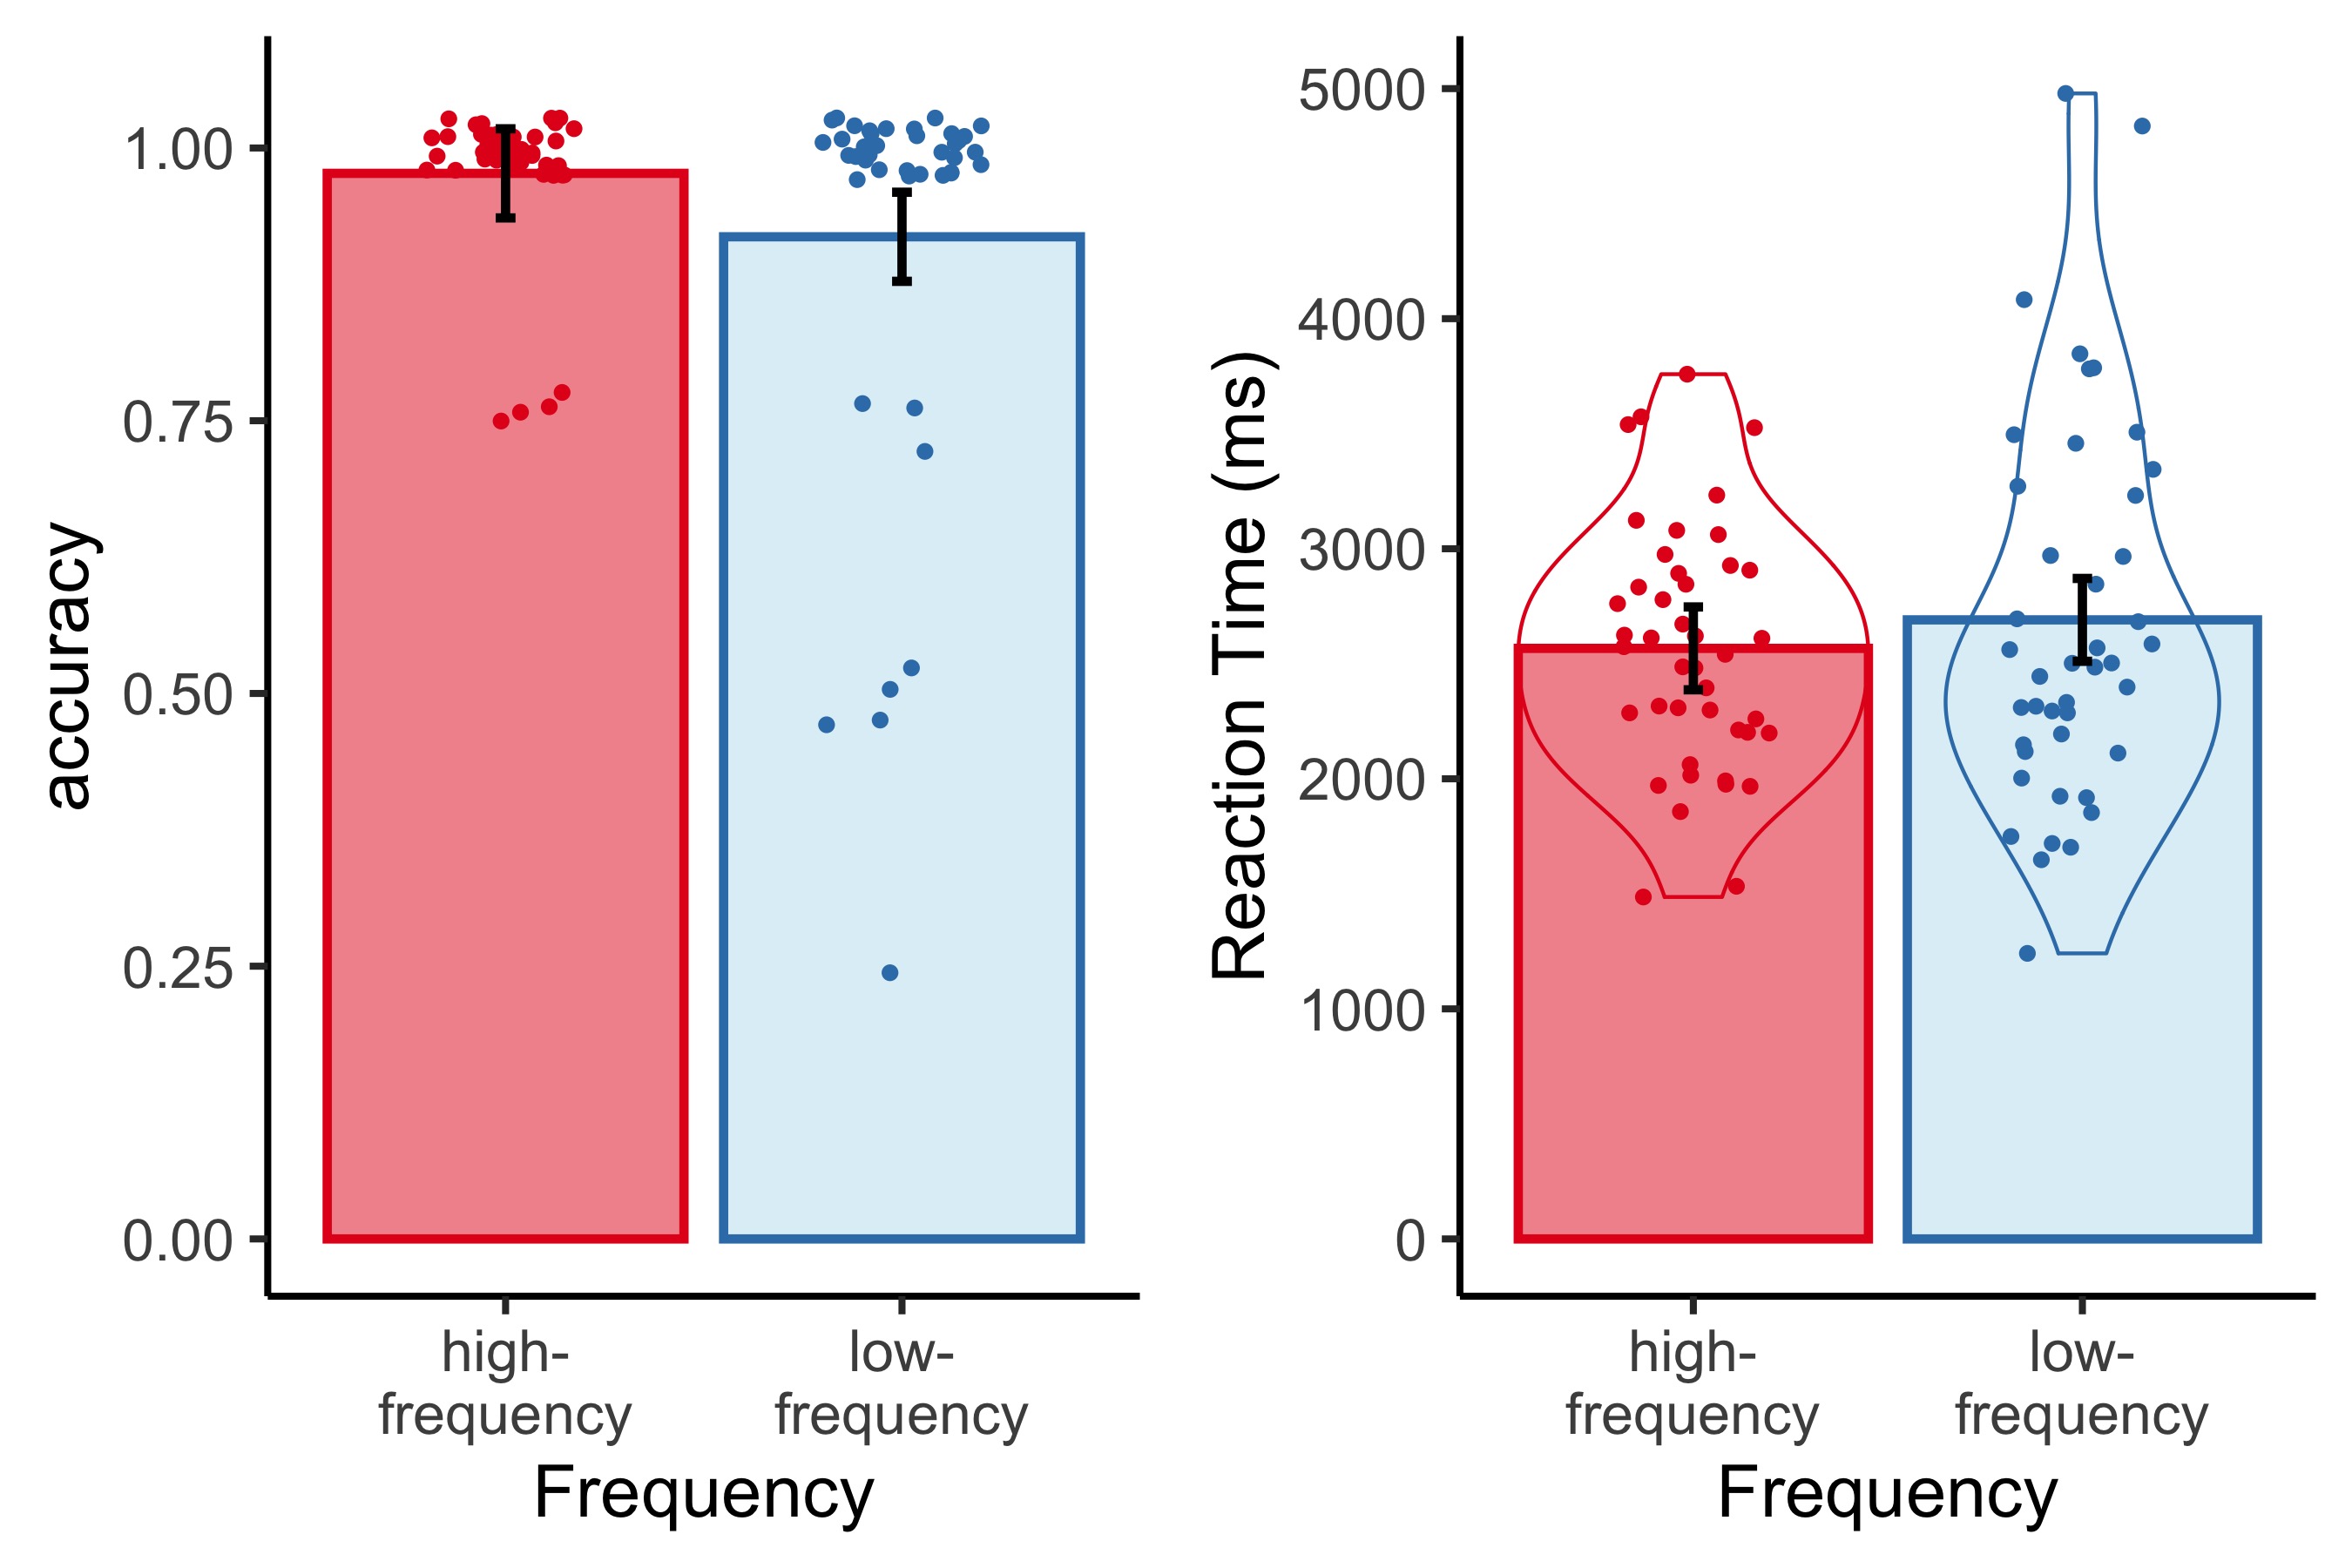 accuracy
1.00
0.75
0.50
0.25
0.00
high-
frequency
low-
frequency
Frequency
Reaction Time (ms)
5000
4000
3000
2000
1000
0
high-
frequency
low-
frequency
Frequency